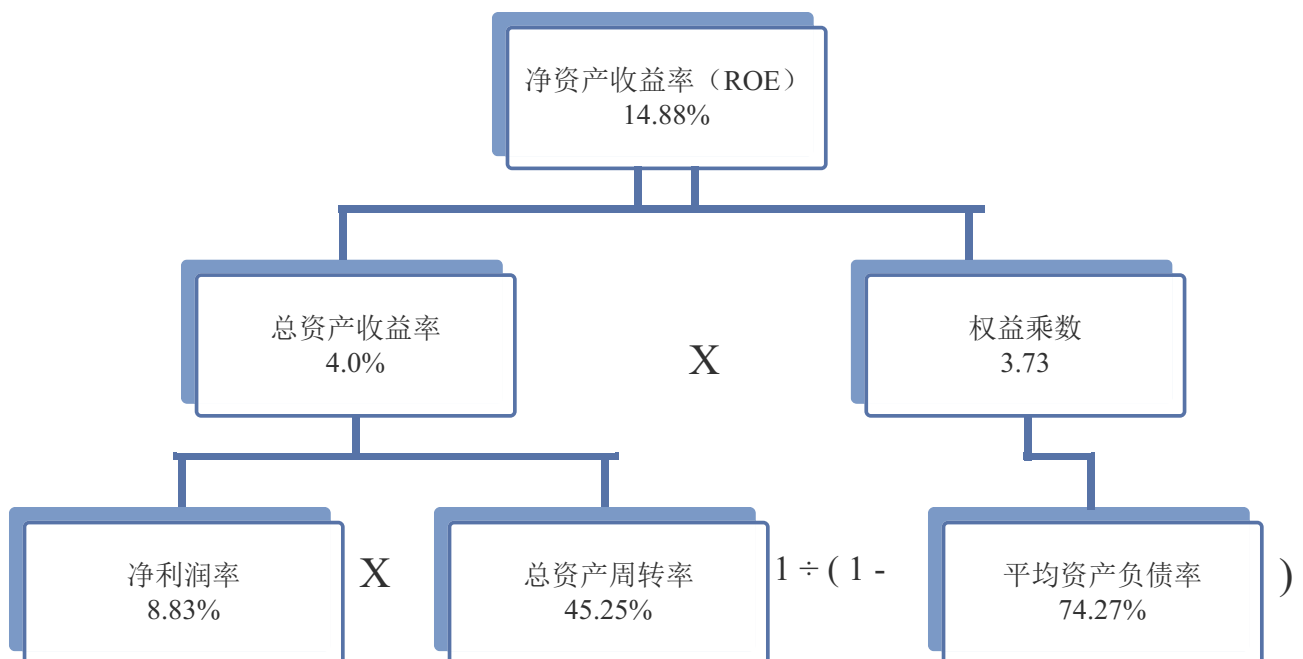 净资产收益率（ROE）
14.88%
总资产收益率
4.0%
X
权益乘数
3.73
净利润率
8.83%
X
总资产周转率
45.25%
1 ÷ ( 1 -
平均资产负债率
74.27%
)